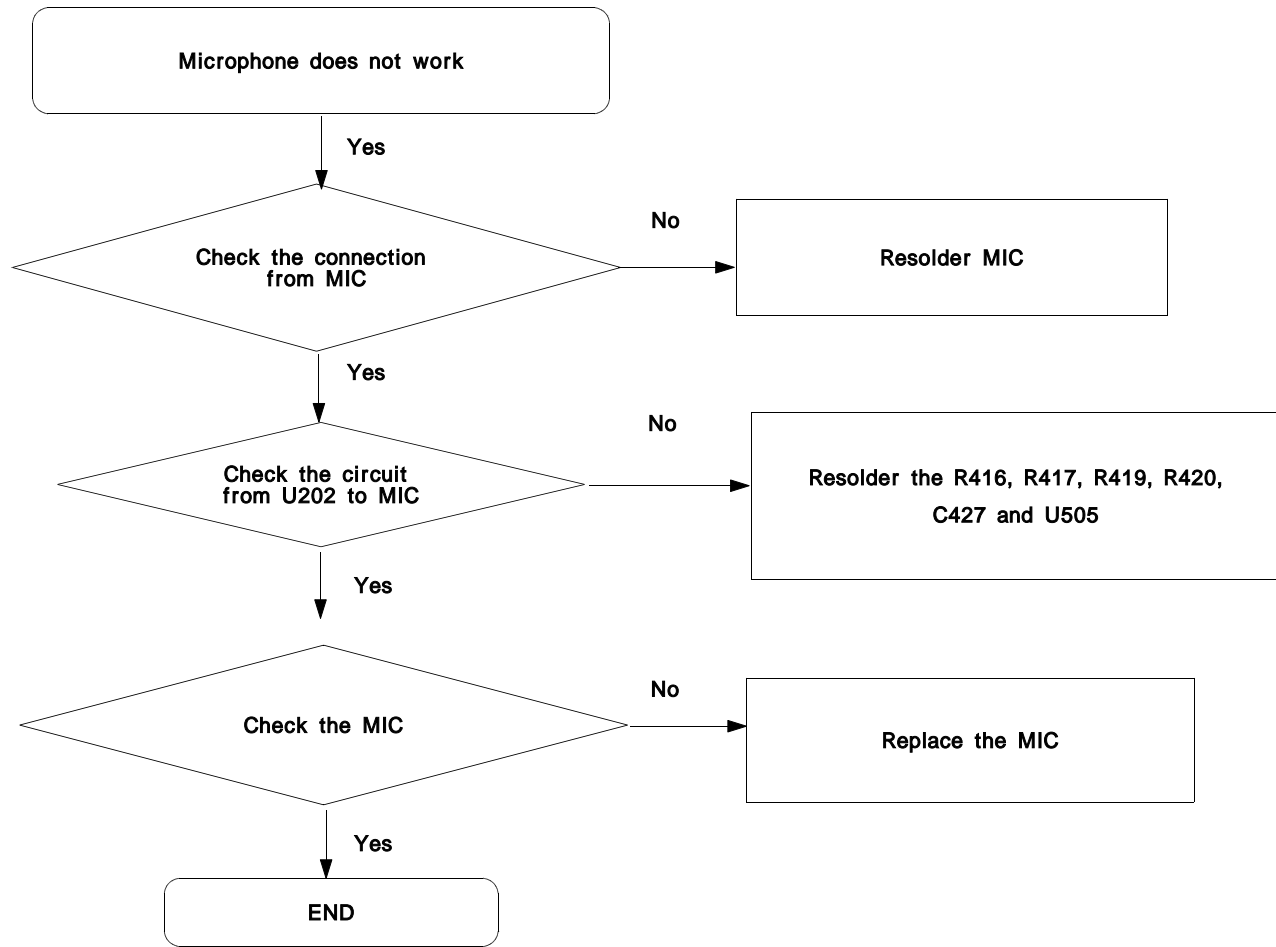 Microphone does not work
Yes
Check the connection
from MIC
No
Resolder MIC
Yes
Check the circuit
from U202 to MIC
No
Resolder the R416, R417, R419, R420,
C427 and U505
Yes
Check the MIC
No
Replace the MIC
Yes
END